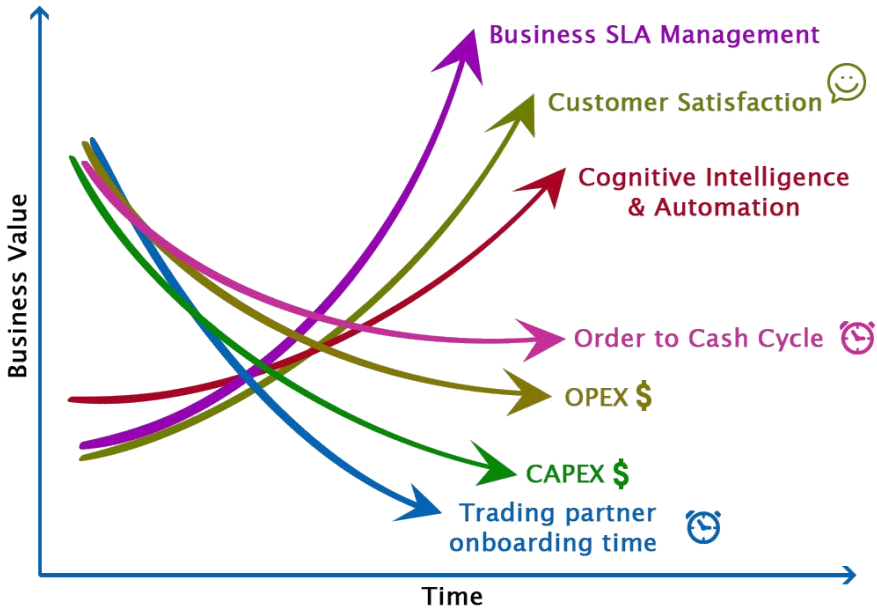 Business SLA Management
Customer Satisfaction
Cognitive Intelligence
& Automation
Business Value
Order to Cash Cycle
OPEX $
CAPEX $
Trading partner
onboarding time
Time